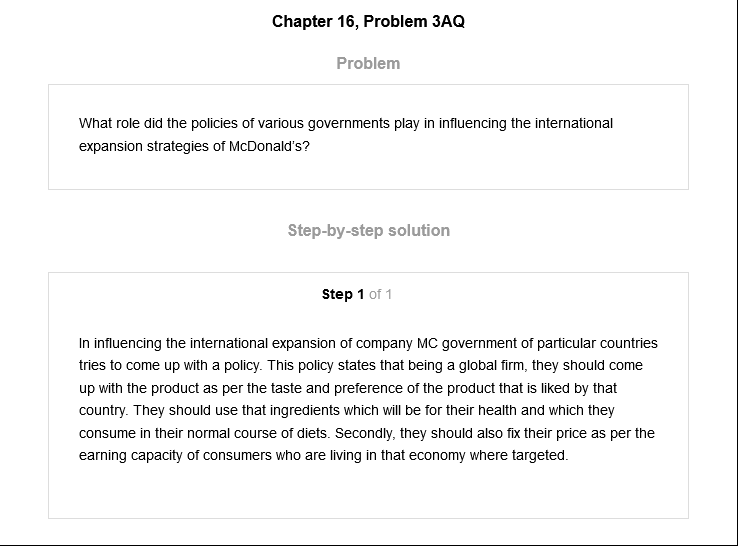 Chapter 16, Problem 3AQ
Problem
What role did the policies of various governments play in influencing the international
expansion strategies of McDonald's?
Step-by-step solution
Step 1 of 1
In influencing the international expansion of company MC government of particular countries
tries to come up with a policy. This policy states that being a global firm, they should come
up with the product as per the taste and preference of the product that is liked by that
country. They should use that ingredients which will be for their health and which they
consume in their normal course of diets. Secondly, they should also fix their price as per the
earning capacity of consumers who are living in that economy where targeted.